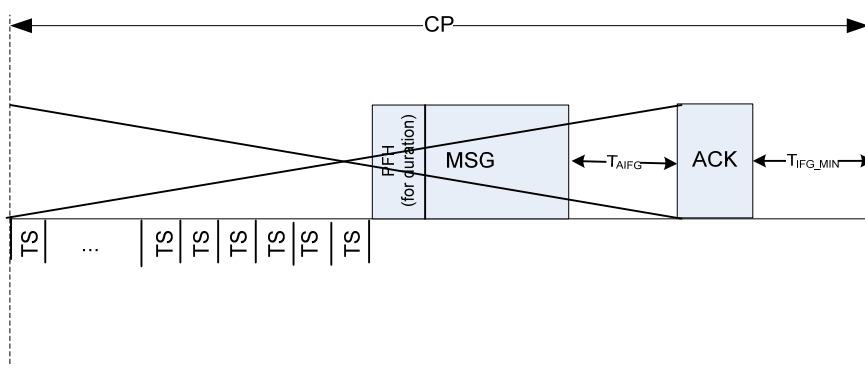 CP
PFH
(for duration)
MSG
TAIFG
ACK
TIFG_MIN
TS
...
TS
TS
TS
TS
TS
TS